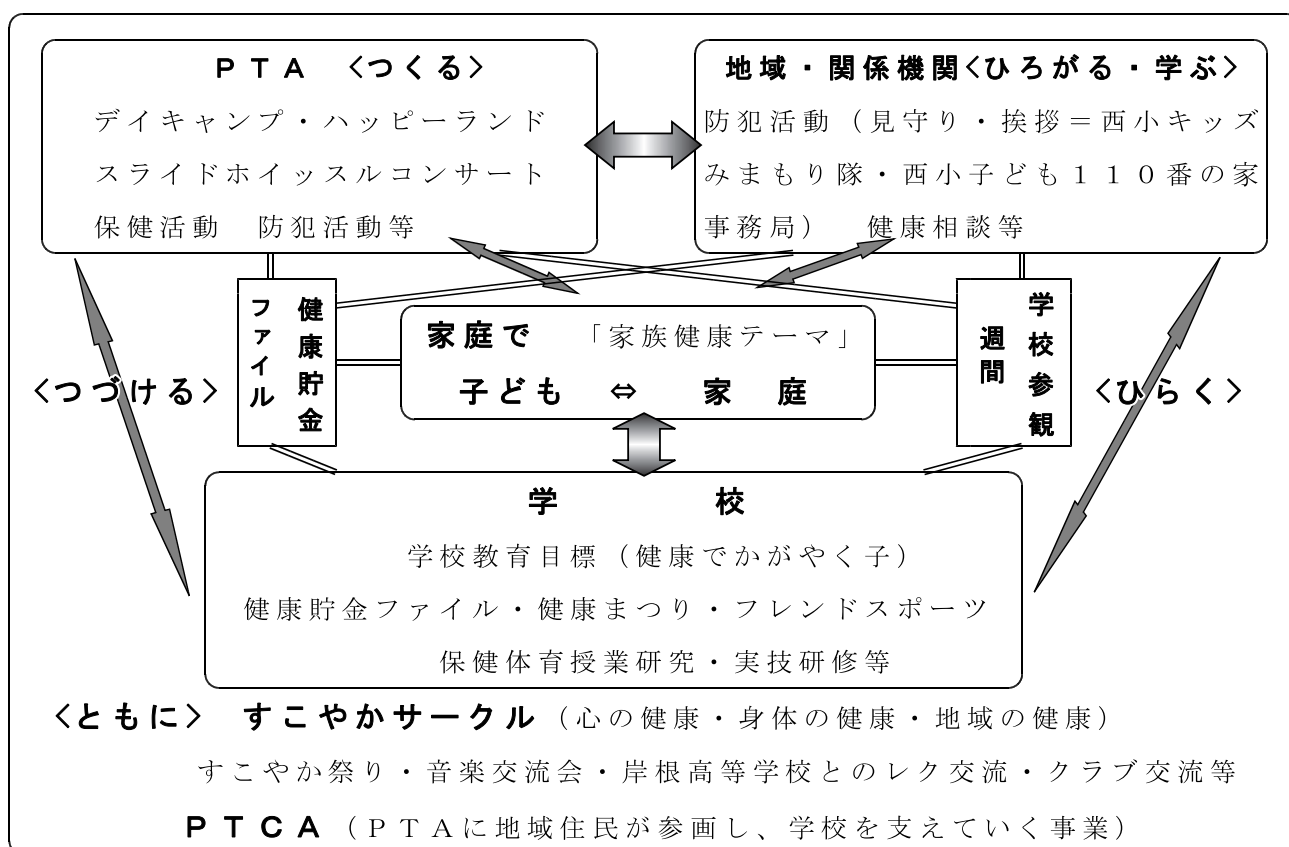 PTA <つくる>
デイキャンプ・ハッピーランド
スライドホイッスルコンサート
保健活動 防犯活動等
地域・関係機関<ひろがる・学ぶ>
防犯活動(見守り・挨拶=西小キッズ
みまもり隊・西小子ども110番の家
事務局) 健康相談等
健康貯金
ファイル
家庭で 「家族健康テーマ」
子ども ⇔ 家 庭
学校参観
週間
<つづける>
<ひらく>
学 校
学校教育目標(健康でかがやく子)
健康貯金ファイル・健康まつり・フレンドスポーツ
保健体育授業研究・実技研修等
<ともに> すこやかサークル(心の健康・身体の健康・地域の健康)
すこやか祭り・音楽交流会・岸根高等学校とのレク交流・クラブ交流等
PTCA(PTAに地域住民が参画し、学校を支えていく事業)